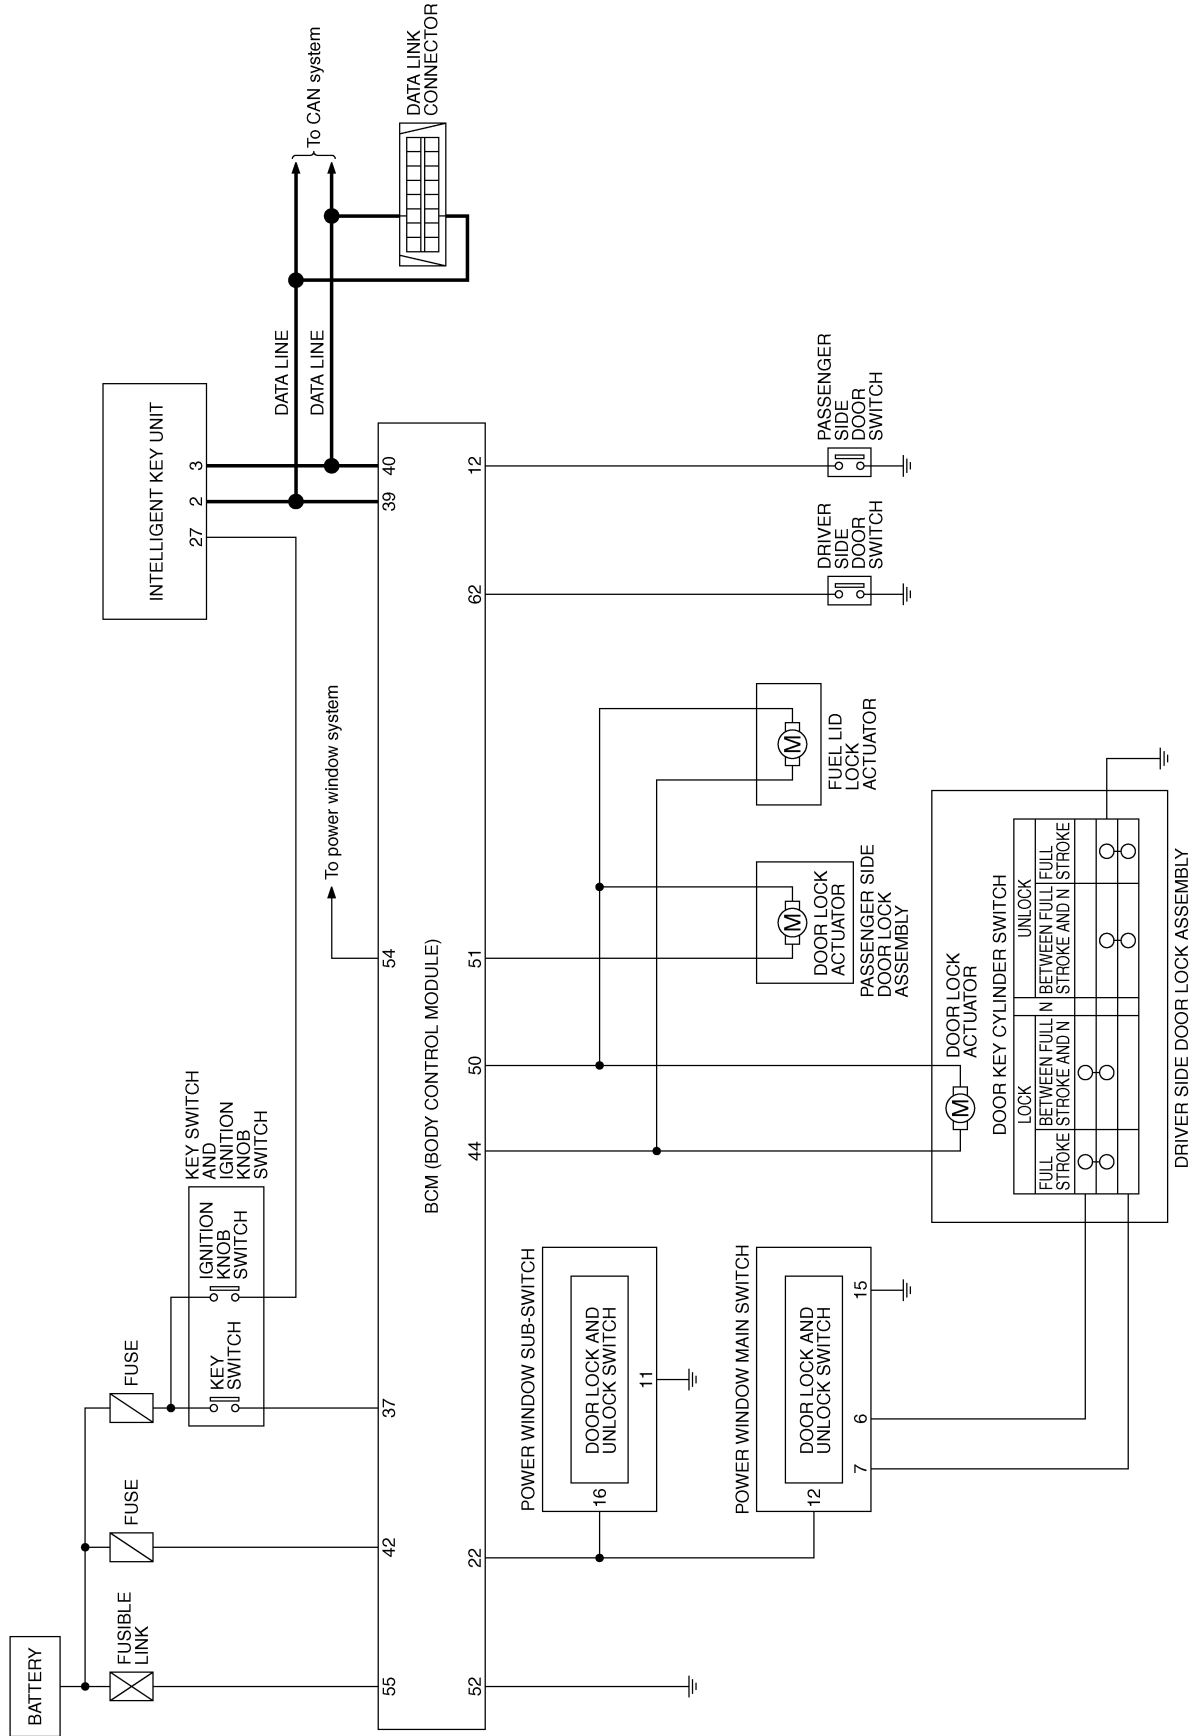 BATTERY
FUSIBLE
LINK
FUSE
FUSE
KEY SWITCH
AND
IGNITION
KNOB
SWITCH
KEY
SWITCH
IGNITION
KNOB
SWITCH
INTELLIGENT KEY UNIT
27
2
3
DATA LINE
DATA LINE
To CAN system
DATA LINK
CONNECTOR
To power window system
55
42
37
54
39
40
BCM (BODY CONTROL MODULE)
52
22
44
50
51
62
12
POWER WINDOW SUB-SWITCH
DOOR LOCK AND
UNLOCK SWITCH
16
11
POWER WINDOW MAIN SWITCH
DOOR LOCK AND
UNLOCK SWITCH
12
7
6
15
M
DOOR LOCK
ACTUATOR
DOOR KEY CYLINDER SWITCH
LOCK
N
UNLOCK
FULL
STROKE
BETWEEN FULL
STROKE AND N
BETWEEN FULL
STROKE AND N
FULL
STROKE
DRIVER SIDE DOOR LOCK ASSEMBLY
M
DOOR LOCK
ACTUATOR
PASSENGER SIDE
DOOR LOCK
ASSEMBLY
M
FUEL LID
LOCK
ACTUATOR
DRIVER
SIDE
DOOR
SWITCH
PASSENGER
SIDE
DOOR
SWITCH